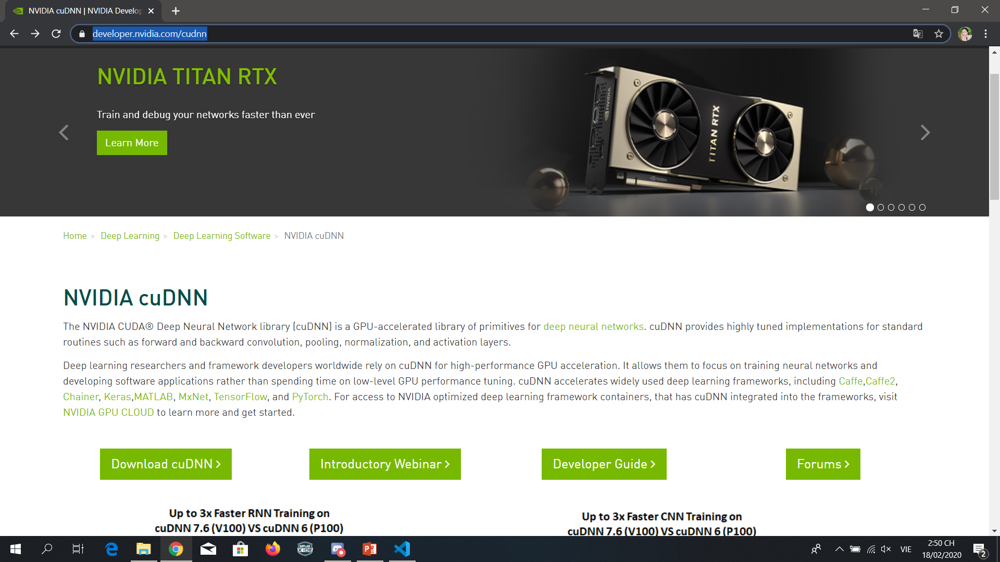 NVIDIA cuDNN | NVIDIA Develop
developer.nvidia.com/cudnn
NVIDIA TITAN RTX
Train and debug your networks faster than ever
Learn More
NVIDIA
TITAN RTX
NVIDIA
Home > Deep Learning > Deep Learning Software > NVIDIA cuDNN
NVIDIA cuDNN
The NVIDIA CUDA® Deep Neural Network library (cuDNN) is a GPU-accelerated library of primitives for deep neural networks. cuDNN provides highly tuned implementations for standard
routines such as forward and backward convolution, pooling, normalization, and activation layers.
Deep learning researchers and framework developers worldwide rely on cuDNN for high-performance GPU acceleration. It allows them to focus on training neural networks and
developing software applications rather than spending time on low-level GPU performance tuning. cuDNN accelerates widely used deep learning frameworks, including Caffe,Caffe2,
Chainer, Keras,MATLAB, MxNet, TensorFlow, and PyTorch. For access to NVIDIA optimized deep learning framework containers, that has cuDNN integrated into the frameworks, visit
NVIDIA GPU CLOUD to learn more and get started.
Download cuDNN >
Introductory Webinar >
Developer Guide >
Forums >
Up to 3x Faster RNN Training on
cuDNN 7.6 (V100) VS cuDNN 6 (P100)
Up to 3x Faster CNN Training on
cuDNN 7.6 (V100) VS cuDNN 6 (P100)
MPLAB
X IDE
VIE
2:50 CH
18/02/2020
2